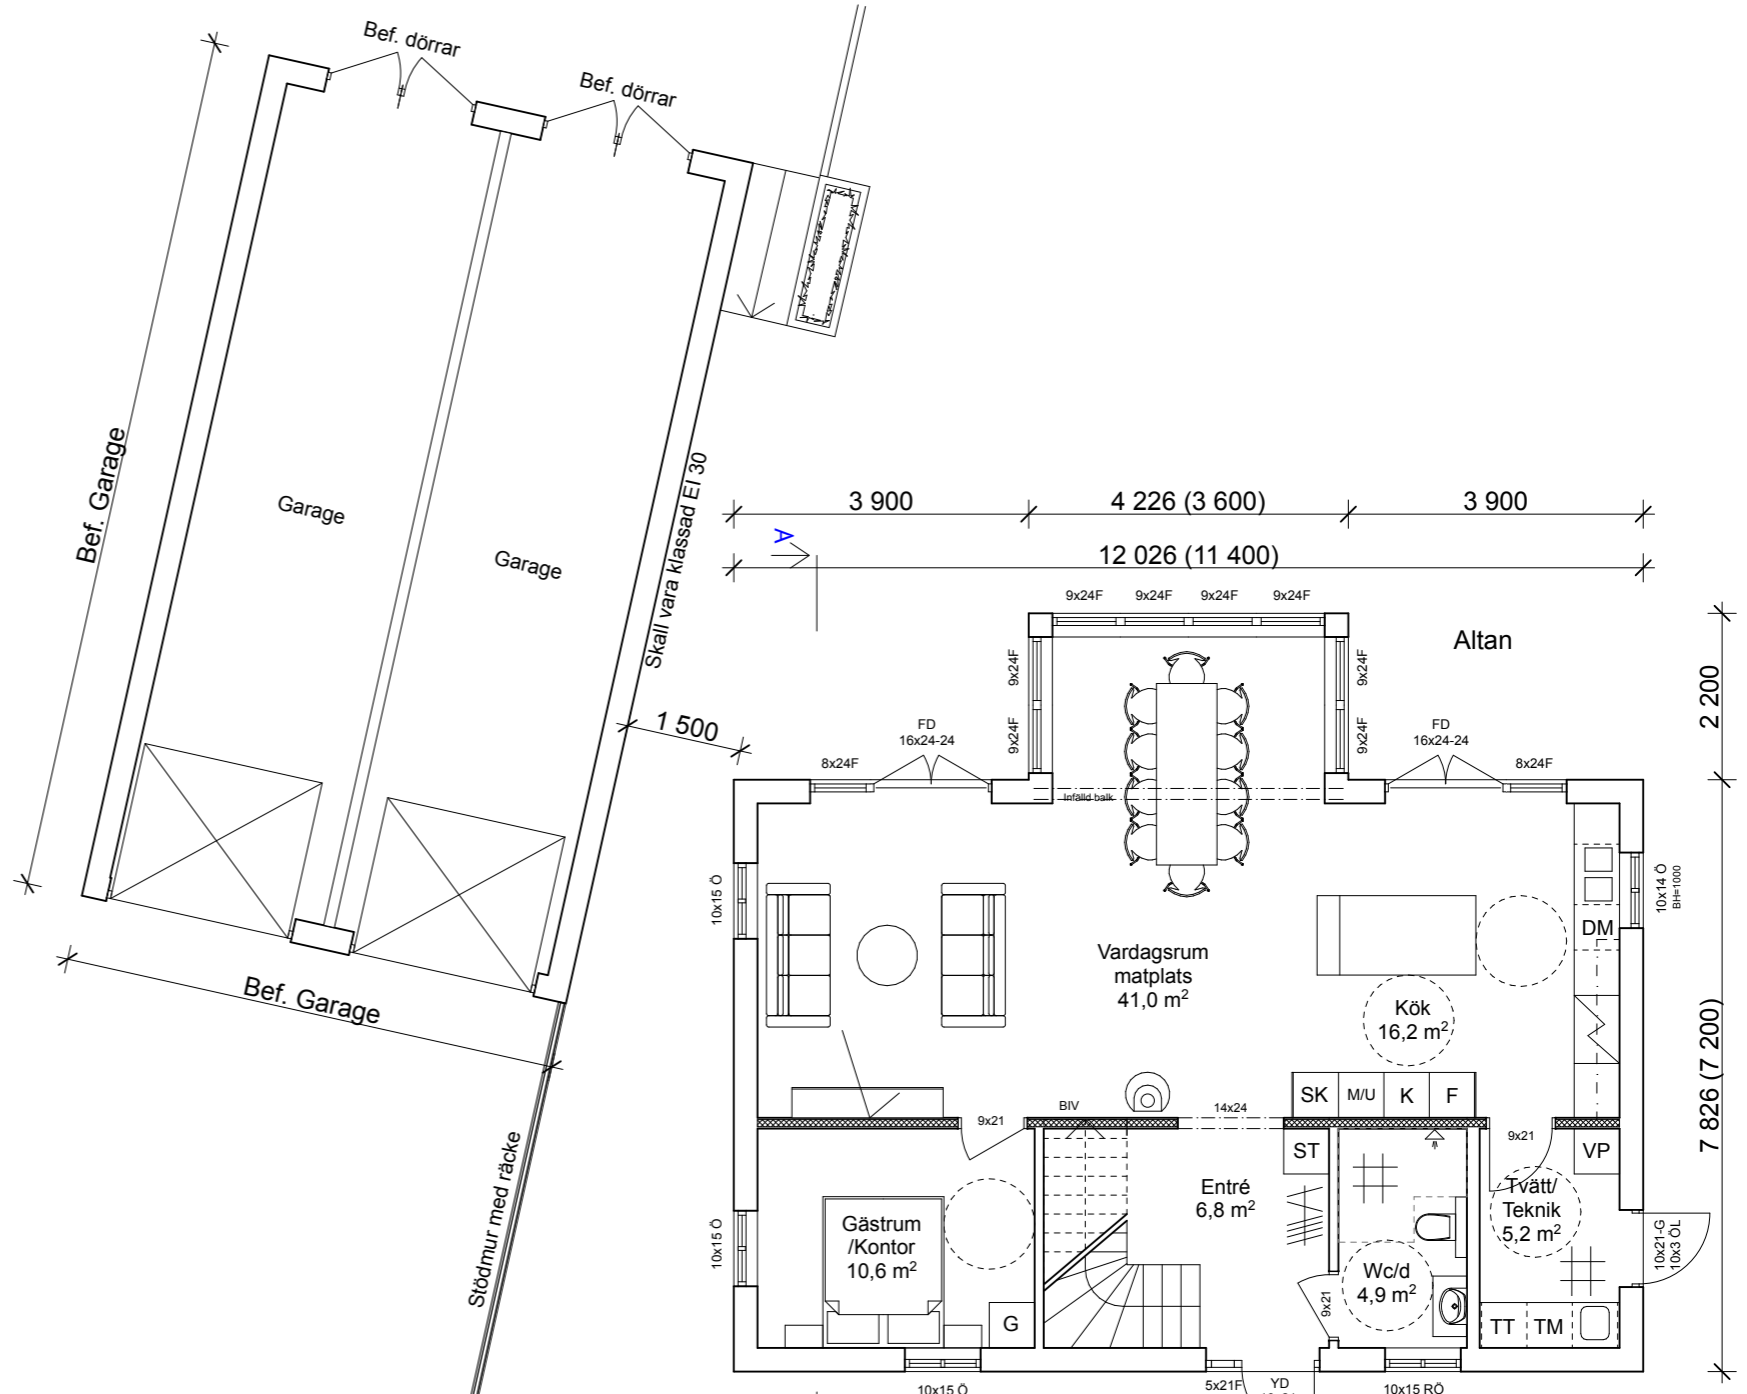 Bef. dörrar
Bef. dörrar
Bef. Garage
Garage
Garage
Skall vara klassad EI 30
1 500
Bef. Garage
Stödmur med räcke
3 900
4 226 (3 600)
3 900
A
12 026 (11 400)
9x24F
9x24F
9x24F
9x24F
Altan
9x24F
9x24F
9x24F
9x24F
2 200
FD
16x24-24
FD
16x24-24
8x24F
8x24F
Infälld balk
10x15 Ö
10x14 Ö
BH=1000
DM
Vardagsrum
matplats
41,0 m²
Kök
16,2 m²
7 826 (7 200)
SK
M/U
K
F
BIV
14x24
9x21
9x21
ST
VP
Entré
6,8 m²
Tvätt/
Teknik
5,2 m²
10x15 Ö
Gästrum
/Kontor
10,6 m²
10x21-G
10x3 ÖL
Wc/d
4,9 m²
9x21
G
TT
TM
10x15 Ö
5x21F
YD
10x15 RÖ